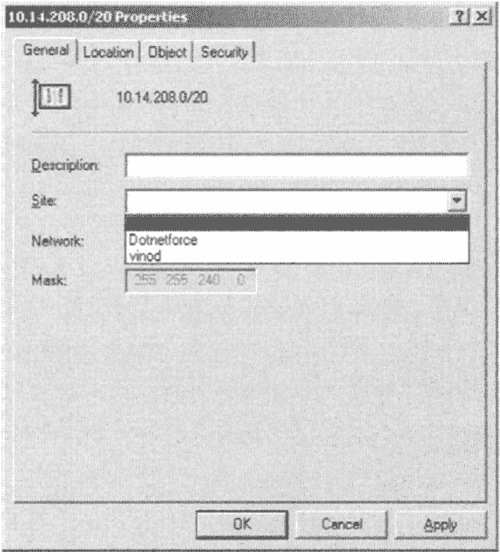 10.14.208.0/20 Properties
General Location Object Security
10.14.208.0/20
Description:
Site:
Network:
Dotnetforce
vinod
Mask: 255 255 240 0
OK Cancel Apply